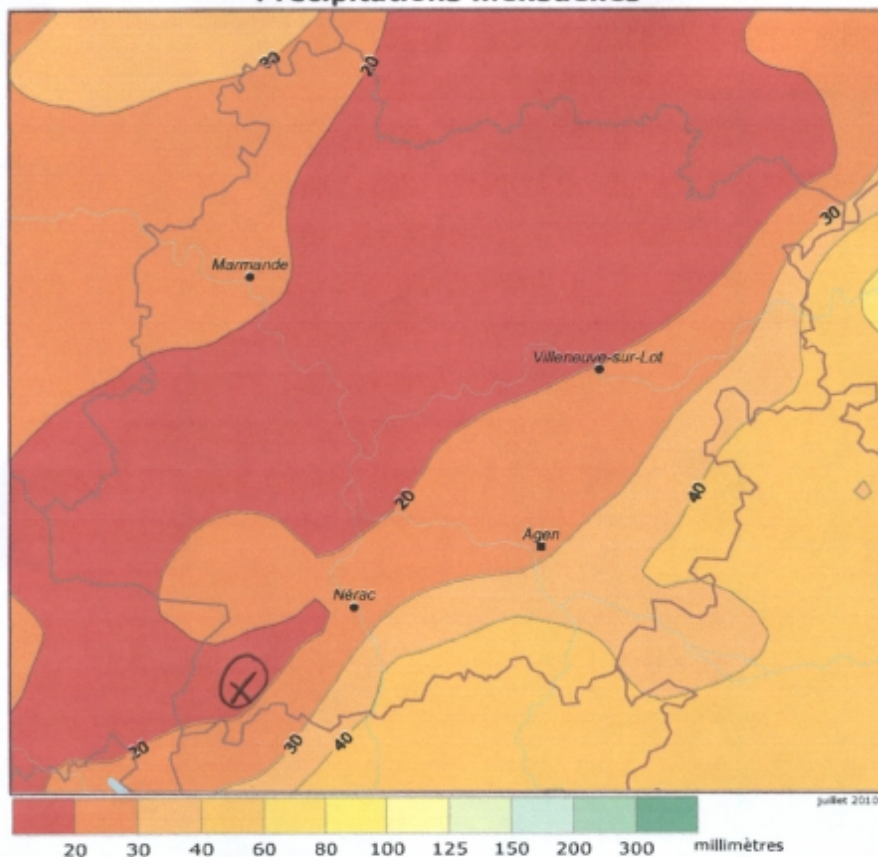 Précipitations mensuelles
30
20
30
Marmande
Villeneuve-sur-Lot
40
20
Agen
Nérac
20
30
40
juillet 2010
20 30 40 60 80 100 125 150 200 300 millimètres